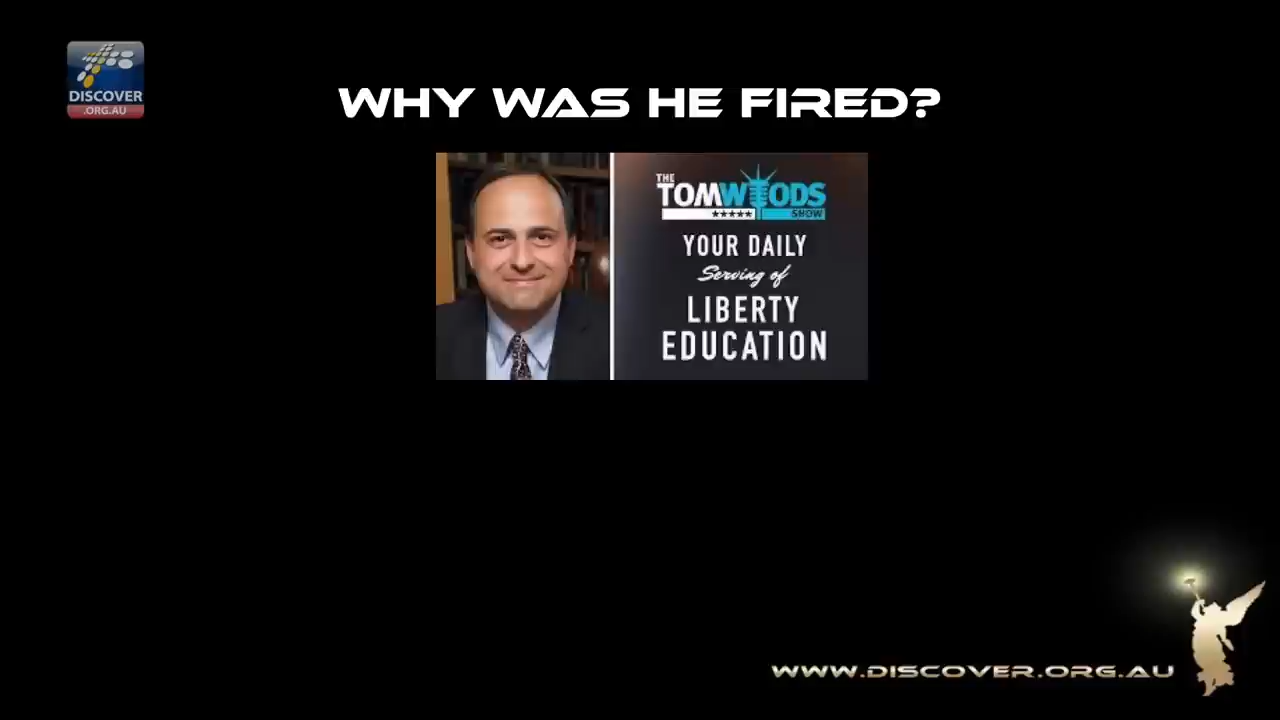 DISCOVER
.ORG.AU
WHY WAS HE FIRED?
THE
TOMWOODS
SHOW
YOUR DAILY
Serving of
LIBERTY
EDUCATION
WWW.DISCOVER.ORG.AU